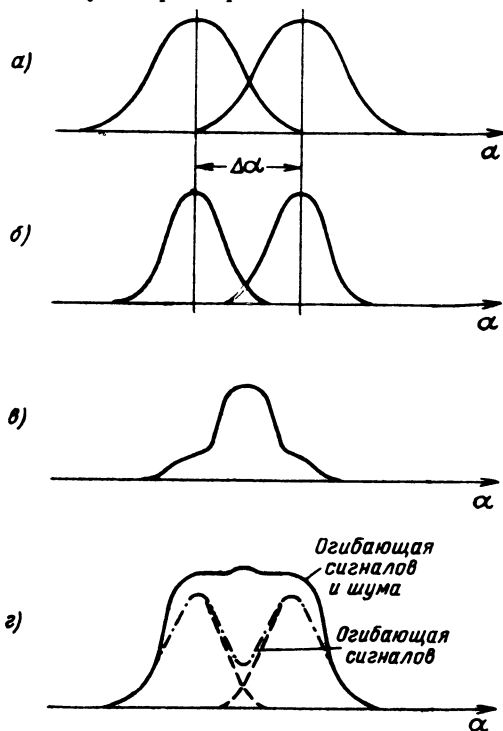 а)
α
Δα
б)
α
в)
α
Огибающая
сигналов
и шума
г)
Огибающая
сигналов
α